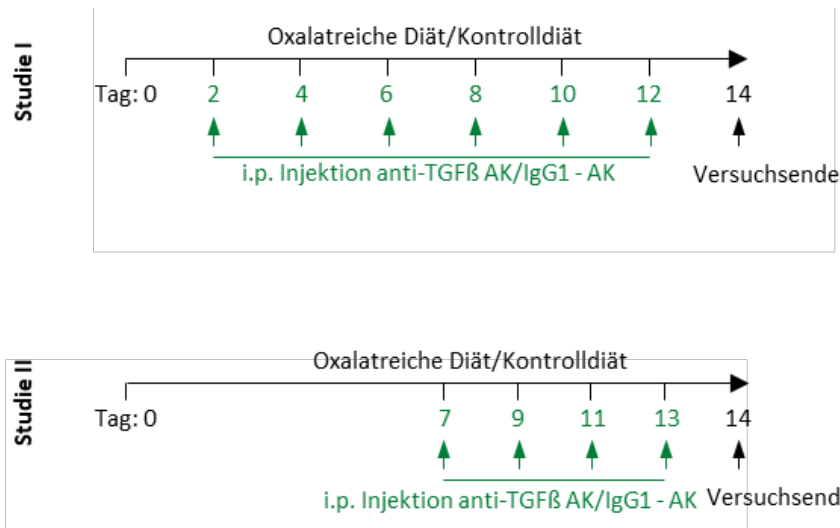 Studie I
Oxalatreiche Diät/Kontrolldiät
Tag: 0 2 4 6 8 10 12 14
i.p. Injektion anti-TGFß AK/IgG1 - AK Versuchsende
Studie II
Oxalatreiche Diät/Kontrolldiät
Tag: 0 7 9 11 13 14
i.p. Injektion anti-TGFß AK/IgG1 - AK Versuchsend